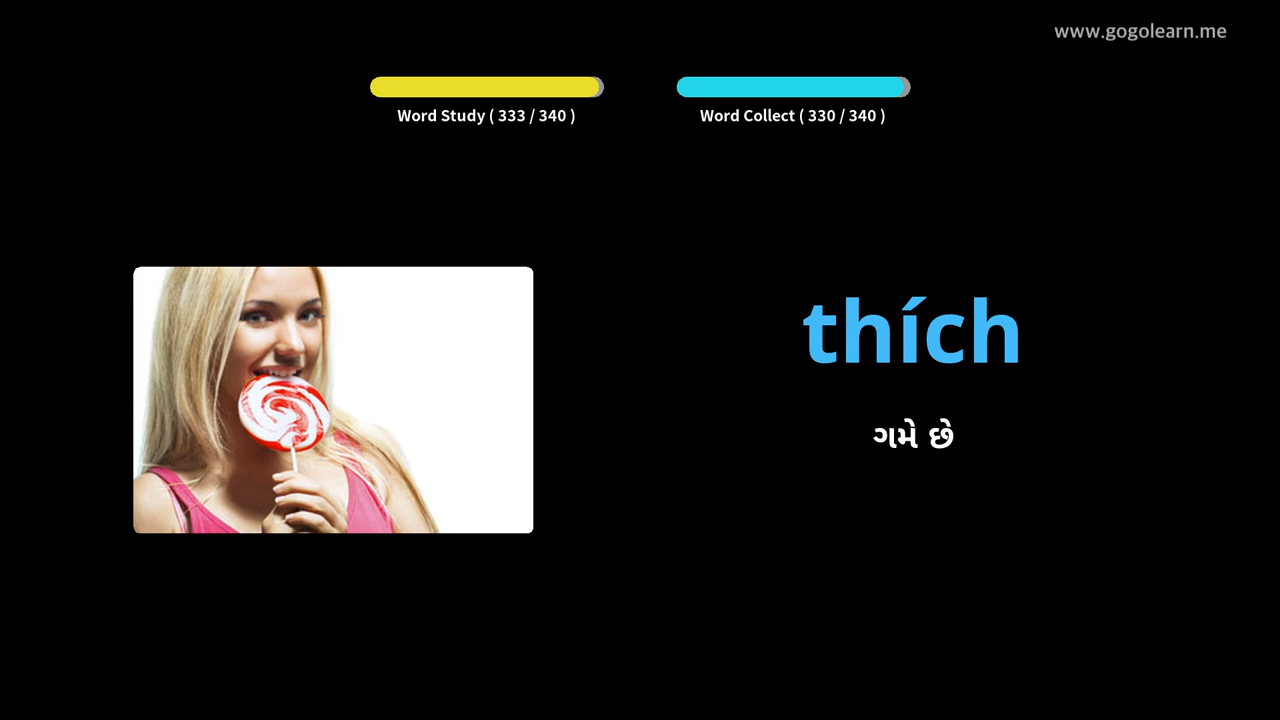 www.gogolearn.me
Word Study ( 333 / 340 )
Word Collect ( 330 / 340 )
thích
ગમે છે